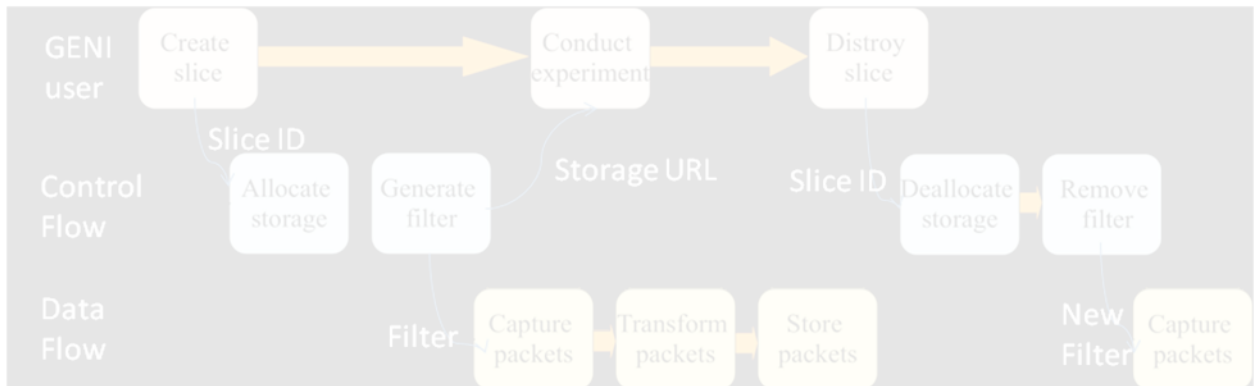 GENI
user
Create
slice
Conduct
experiment
Distroy
slice
Slice ID
Storage URL
Slice ID
Control
Flow
Allocate
storage
Generate
filter
Deallocate
storage
Remove
filter
Data
Flow
Filter
Capture
packets
Transform
packets
Store
packets
New
Filter
Capture
packets